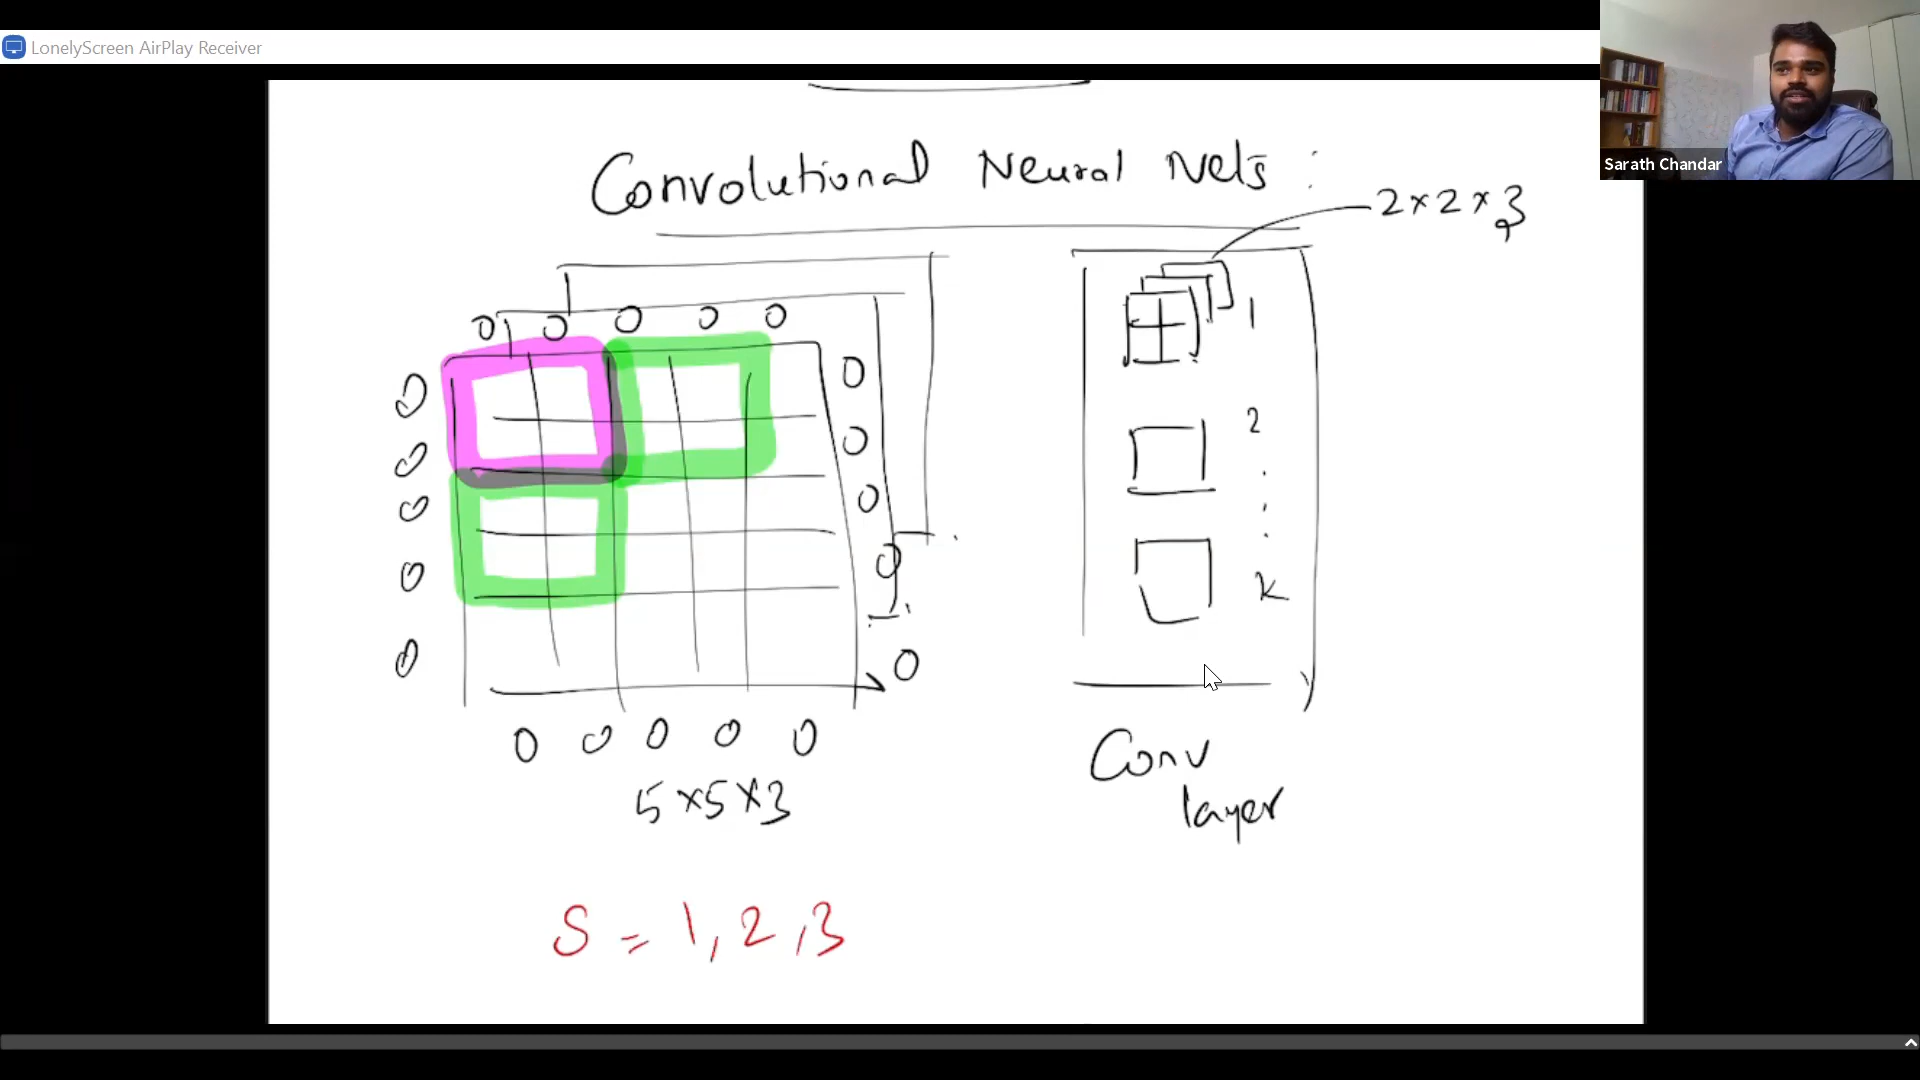 LonelyScreen AirPlay Receiver
Sarath Chandar
Convolutional Neural Nets :
2 x 2 x 3
0 0 0 0 0
1
0 0
0 0
2
0 0
0 0
k
0 0
0 0 0 0 0
5 x 5 x 3
Conv
layer
S = 1, 2, 3